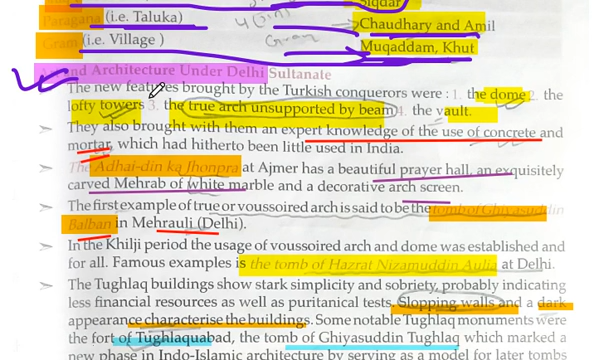 Siqdar
Paragana (i.e. Taluka)
Chaudhary and Amil
Gram (i.e. Village )
Gram
Muqaddam, Khut
and Architecture Under Delhi Sultanate
The new features brought by the Turkish conquerors were : 1. the dome 2. the
lofty towers 3. the true arch unsupported by beam 4. the vault.
They also brought with them an expert knowledge of the use of concrete and
mortar, which had hitherto been little used in India.
The Adhai-din ka Jhonpra at Ajmer has a beautiful prayer hall, an exquisitely
carved Mehrab of white marble and a decorative arch screen.
The first example of true or voussoired arch is said to be the tomb of Ghiyasuddin
Balban in Mehrauli (Delhi).
In the Khilji period the usage of voussoired arch and dome was established and
for all. Famous examples is the tomb of Hazrat Nizamuddin Aulia at Delhi.
The Tughlaq buildings show stark simplicity and sobriety, probably indicating
less financial resources as well as puritanical tests. Slopping walls and a dark
appearance characterise the buildings. Some notable Tughlaq monuments were
the fort of Tughlaquabad, the tomb of Ghiyasuddin Tughlaq which marked a
new phase in Indo-Islamic architecture by serving as a model for later tombs